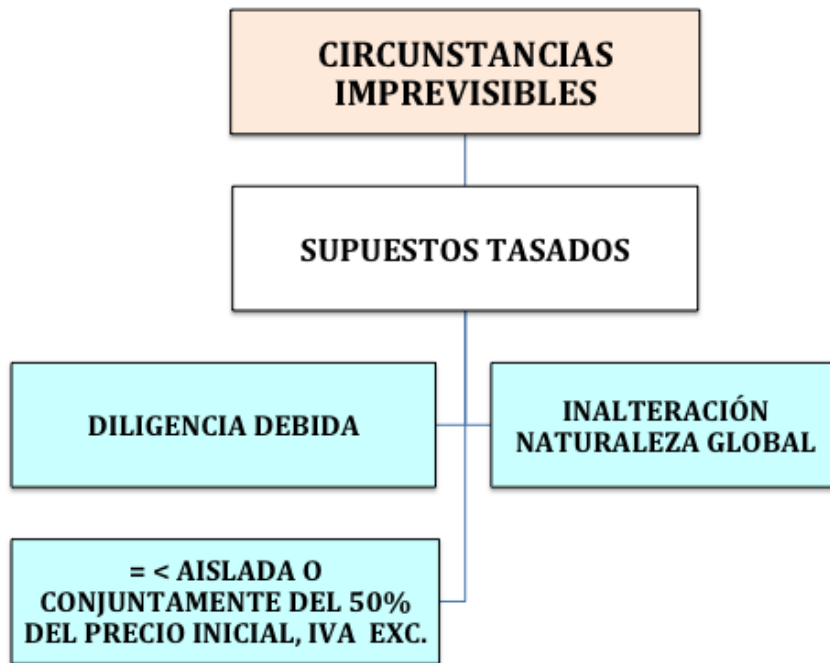 CIRCUNSTANCIAS
IMPREVISIBLES
SUPUESTOS TASADOS
DILIGENCIA DEBIDA
INALTERACIÓN
NATURALEZA GLOBAL
= < AISLADA O
CONJUNTAMENTE DEL 50%
DEL PRECIO INICIAL, IVA EXC.